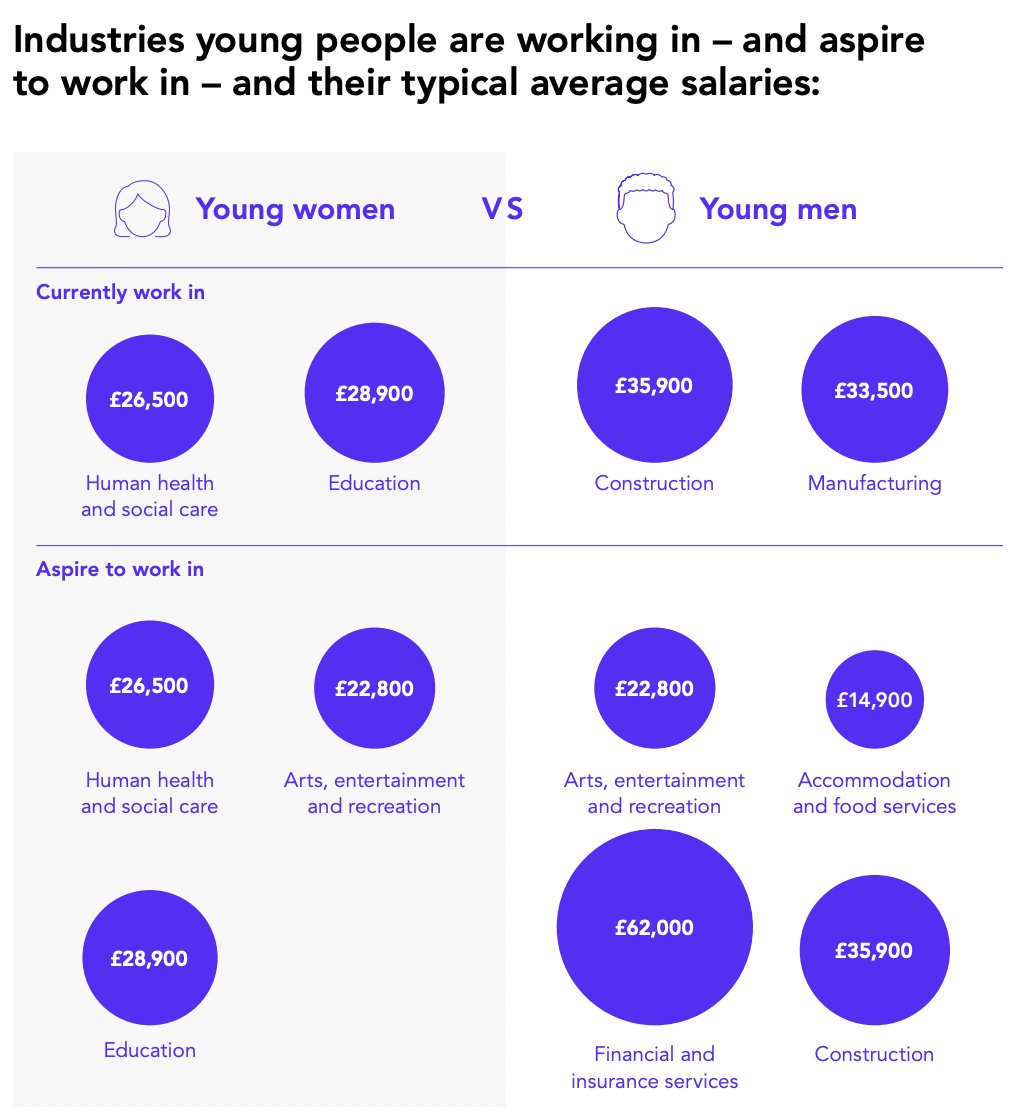 Industries young people are working in – and aspire
to work in – and their typical average salaries:
Young women
VS
Young men
Currently work in
£26,500
Human health
and social care
£28,900
Education
£35,900
Construction
£33,500
Manufacturing
Aspire to work in
£26,500
Human health
and social care
£22,800
Arts, entertainment
and recreation
£22,800
Arts, entertainment
and recreation
£14,900
Accommodation
and food services
£28,900
Education
£62,000
Financial and
insurance services
£35,900
Construction